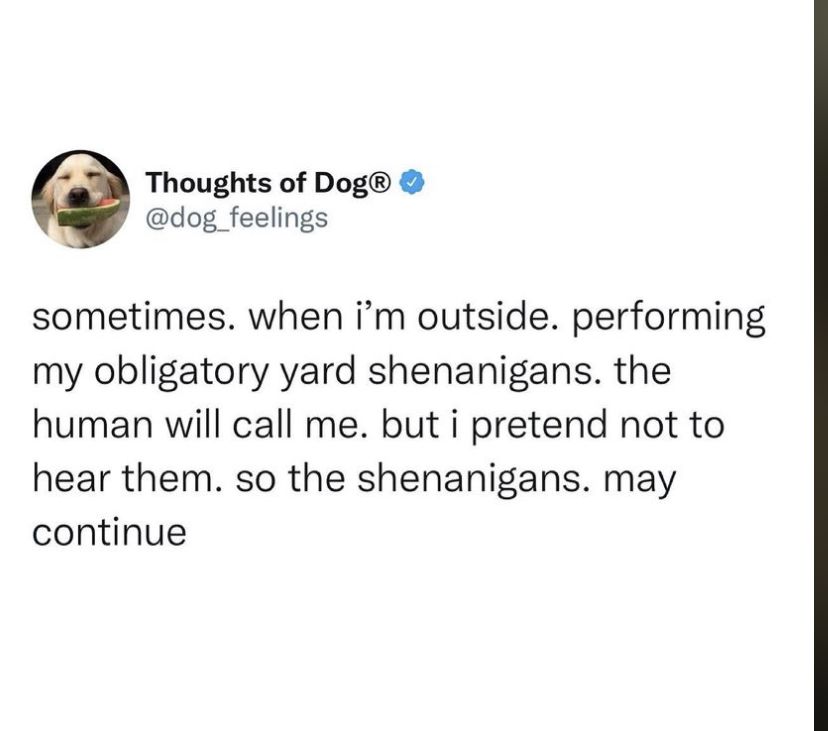 Thoughts of Dog®
@dog_feelings
sometimes. when i’m outside. performing
my obligatory yard shenanigans. the
human will call me. but i pretend not to
hear them. so the shenanigans. may
continue